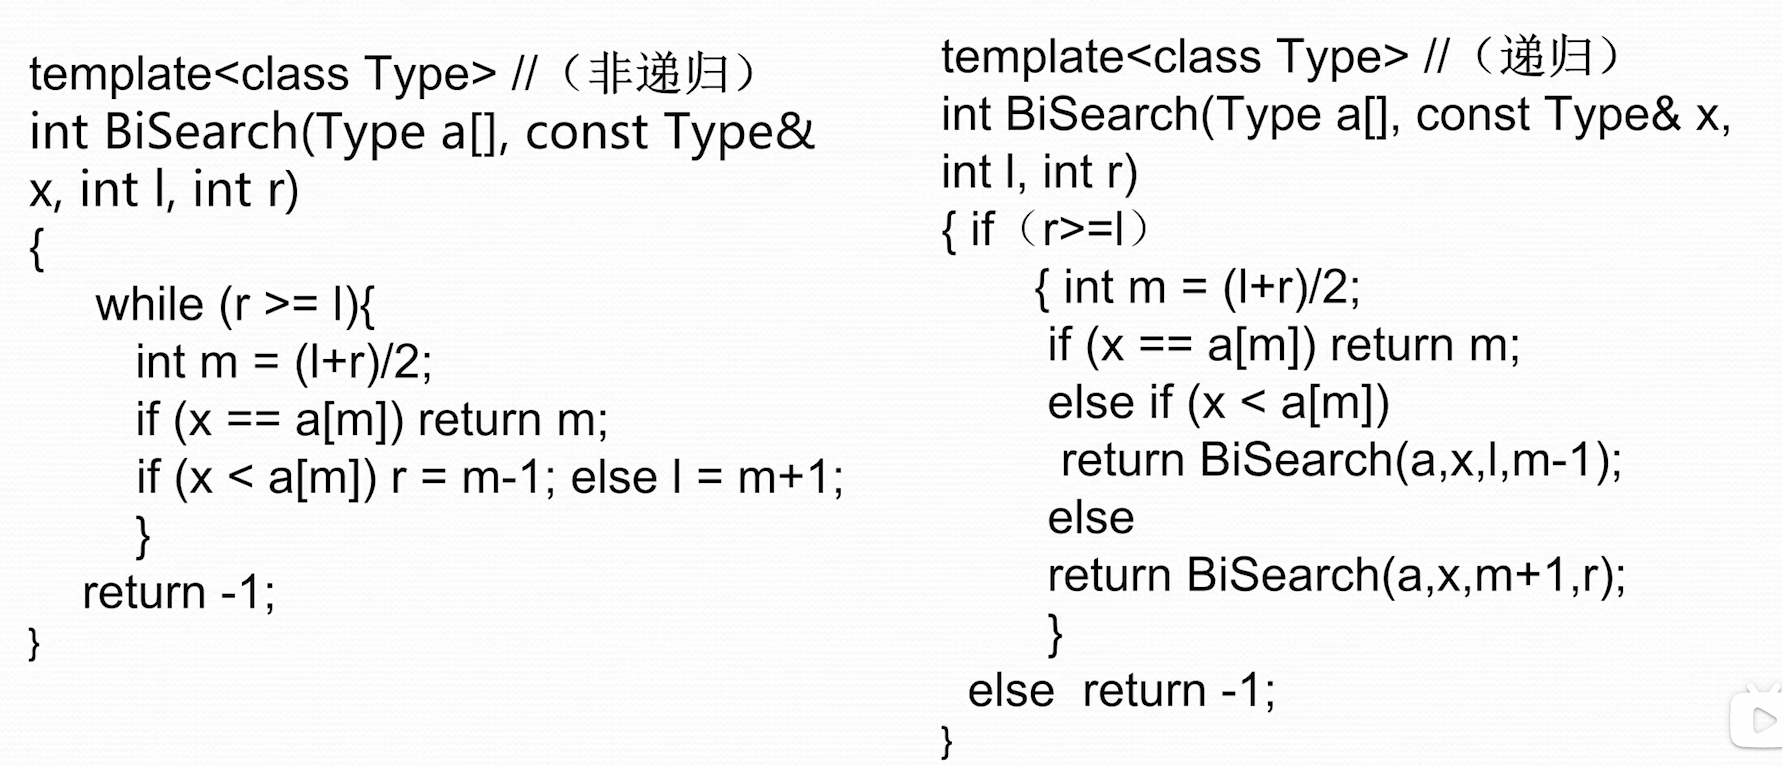 template<class Type> //（非递归）
int BiSearch(Type a[], const Type&
x, int l, int r)
{
while (r >= l){
int m = (l+r)/2;
if (x == a[m]) return m;
if (x < a[m]) r = m-1; else l = m+1;
}
return -1;
}
template<class Type> //（递归）
int BiSearch(Type a[], const Type& x,
int l, int r)
{ if（r>=l）
{ int m = (l+r)/2;
if (x == a[m]) return m;
else if (x < a[m])
return BiSearch(a,x,l,m-1);
else
return BiSearch(a,x,m+1,r);
}
else return -1;
}